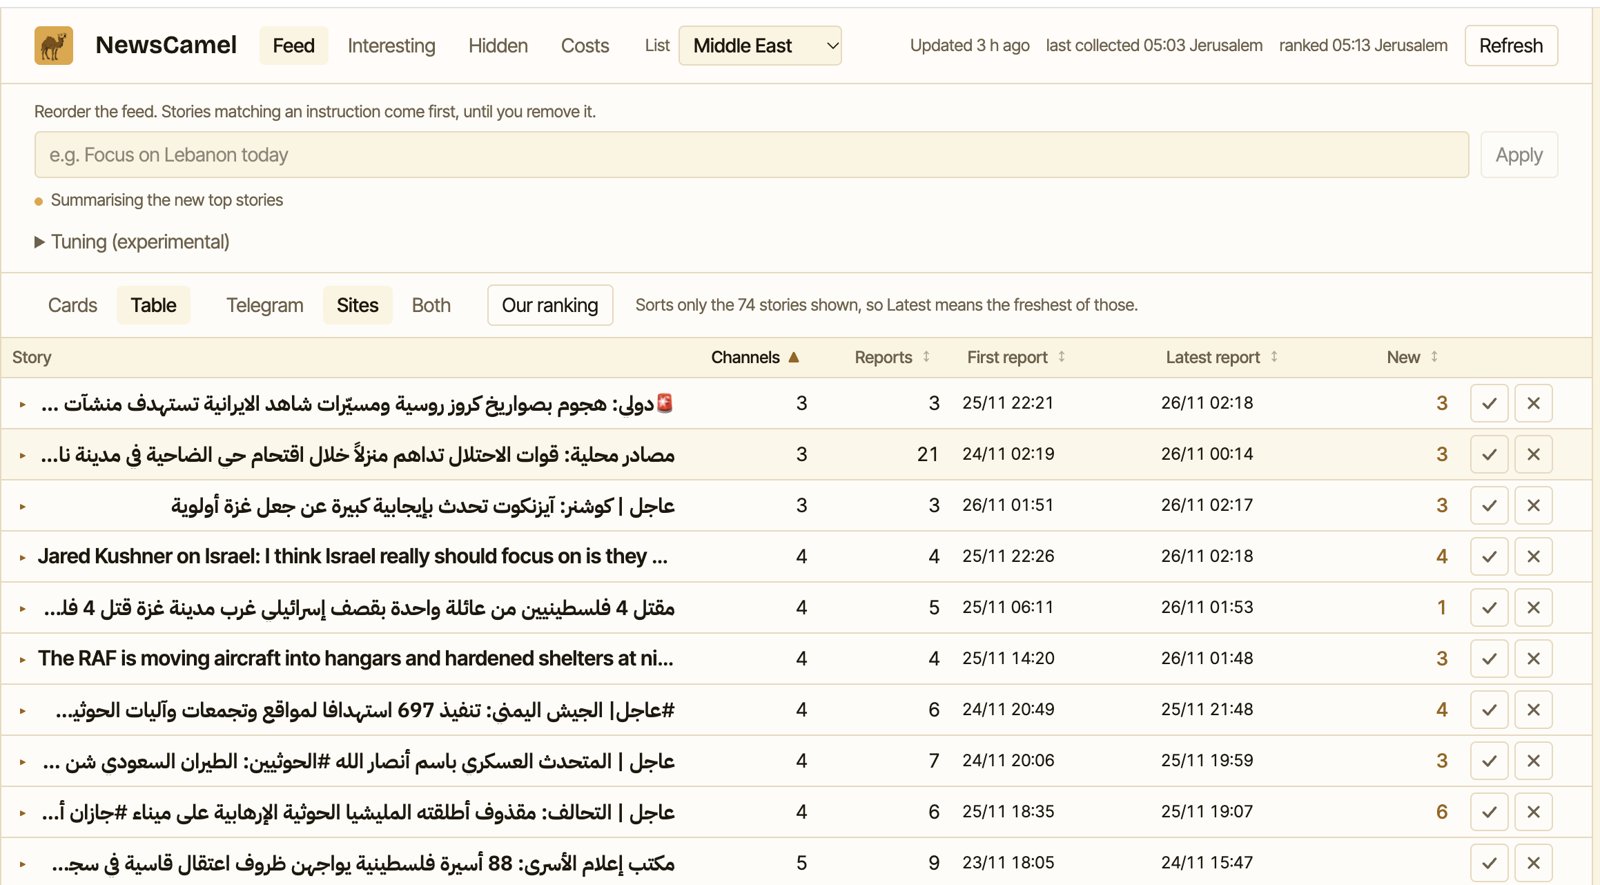 NewsCamel Feed Interesting Hidden Costs List Middle East Updated 3 h ago last collected 05:03 Jerusalem ranked 05:13 Jerusalem Refresh
Reorder the feed. Stories matching an instruction come first, until you remove it.
e.g. Focus on Lebanon today Apply
Summarising the new top stories
Tuning (experimental)
Cards Table Telegram Sites Both Our ranking Sorts only the 74 stories shown, so Latest means the freshest of those.
Story Channels Reports First report Latest report New
🚨دولي: هجوم بصواريخ كروز روسية ومسيّرات شاهد الايرانية تستهدف منشآت ... 3 3 25/11 22:21 26/11 02:18 3
مصادر محلية: قوات الاحتلال تداهم منزلاً خلال اقتحام حي الضاحية في مدينة نا... 3 21 24/11 02:19 26/11 00:14 3
عاجل | كوشنر: آيزنكوت تحدث بإيجابية كبيرة عن جعل غزة أولوية 3 3 26/11 01:51 26/11 02:17 3
Jared Kushner on Israel: I think Israel really should focus on is they ... 4 4 25/11 22:26 26/11 02:18 4
مقتل 4 فلسطينيين من عائلة واحدة بقصف إسرائيلي غرب مدينة غزة قتل 4 فلـ... 4 5 25/11 06:11 26/11 01:53 1
The RAF is moving aircraft into hangars and hardened shelters at ni... 4 4 25/11 14:20 26/11 01:48 3
#عاجل| الجيش اليمني: تنفيذ 697 استهدافا لمواقع وتجمعات وآليات الحوثيـ... 4 6 24/11 20:49 25/11 21:48 4
عاجل | المتحدث العسكري باسم أنصار الله #الحوثيين: الطيران السعودي شن ... 4 7 24/11 20:06 25/11 19:59 3
عاجل | التحالف: مقذوف أطلقته المليشيا الحوثية الإرهابية على ميناء #جازان أ... 4 6 25/11 18:35 25/11 19:07 6
مكتب إعلام الأسرى: 88 أسيرة فلسطينية يواجهن ظروف اعتقال قاسية في سجـ... 5 9 23/11 18:05 24/11 15:47